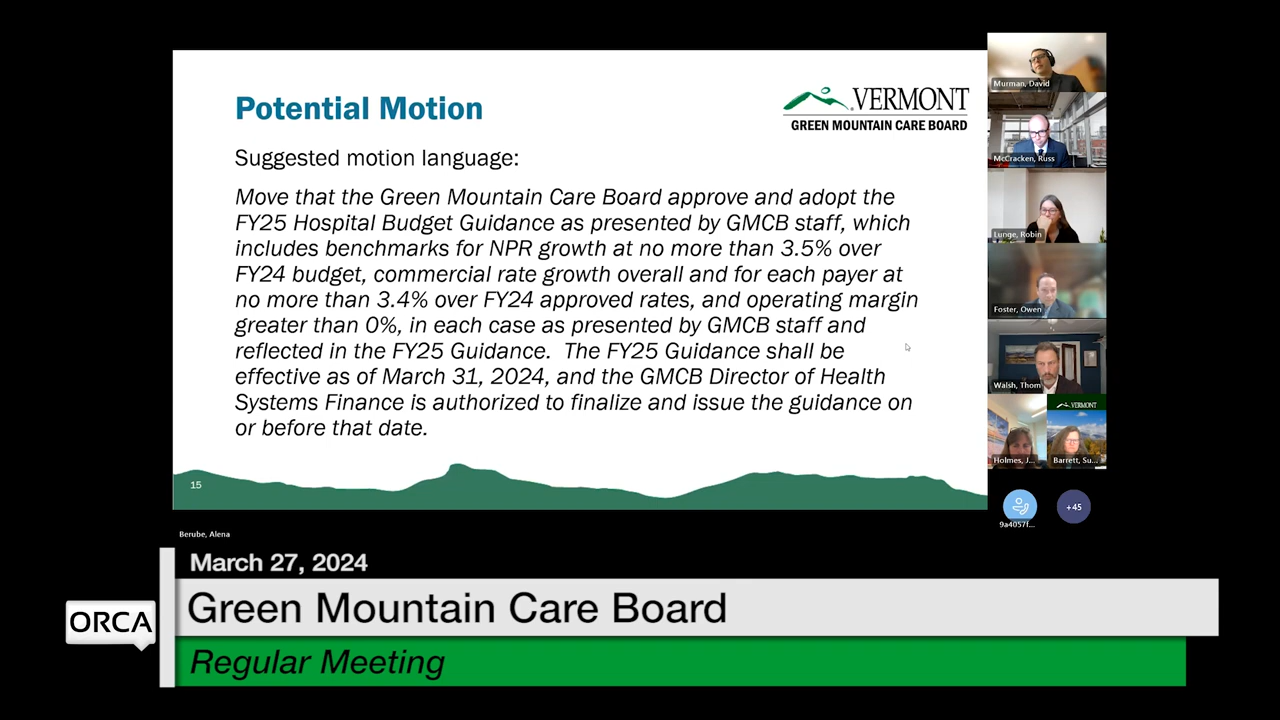 Potential Motion
VERMONT
GREEN MOUNTAIN CARE BOARD
Suggested motion language:
Move that the Green Mountain Care Board approve and adopt the
FY25 Hospital Budget Guidance as presented by GMCB staff, which
includes benchmarks for NPR growth at no more than 3.5% over
FY24 budget, commercial rate growth overall and for each payer at
no more than 3.4% over FY24 approved rates, and operating margin
greater than 0%, in each case as presented by GMCB staff and
reflected in the FY25 Guidance. The FY25 Guidance shall be
effective as of March 31, 2024, and the GMCB Director of Health
Systems Finance is authorized to finalize and issue the guidance on
or before that date.
15
Murman, David
McCracken, Russ
Lunge, Robin
Foster, Owen
Walsh, Thom
VERMONT
Holmes, J...
Barrett, Su...
9a4057f...
+45
Berube, Alena
March 27, 2024
Green Mountain Care Board
ORCA
Regular Meeting